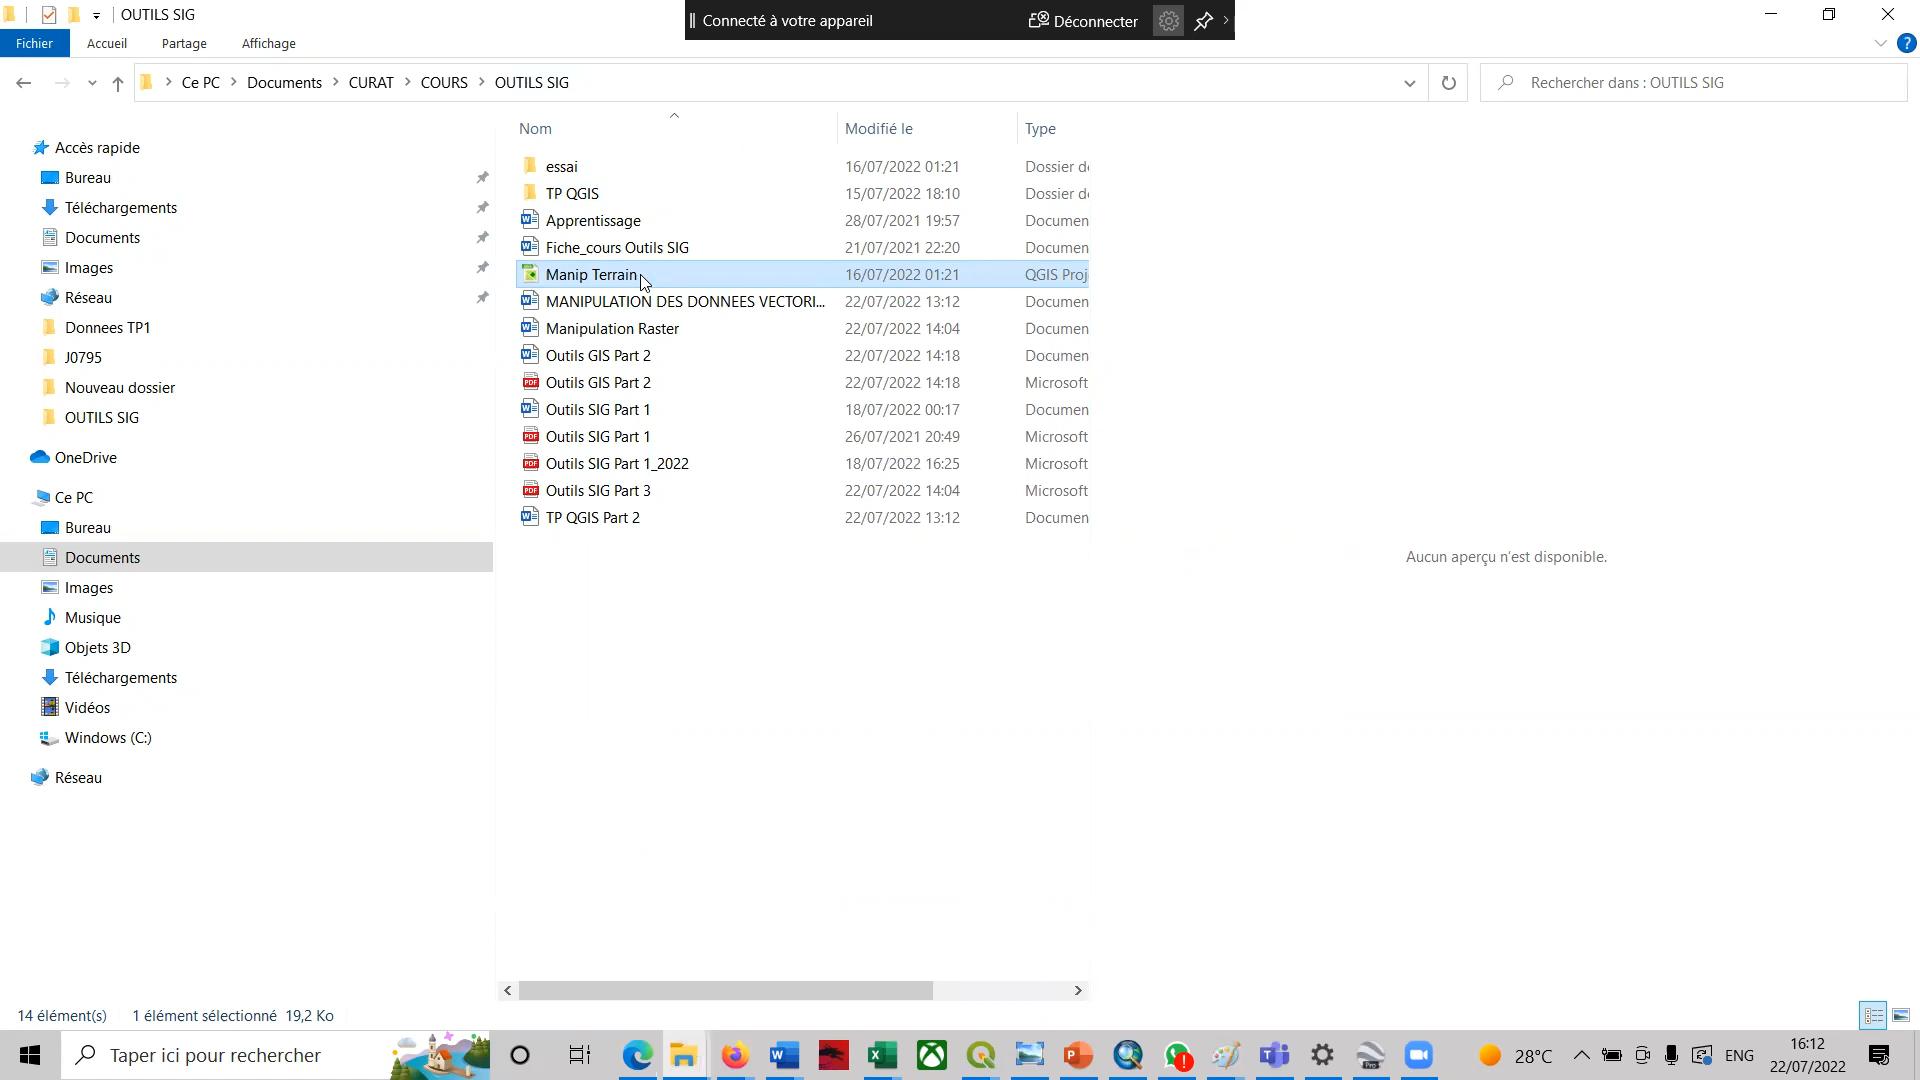 OUTILS SIG
Connecté à votre appareil
Déconnecter
Fichier
Accueil
Partage
Affichage
Ce PC
Documents
CURAT
COURS
OUTILS SIG
Rechercher dans : OUTILS SIG
Nom
Modifié le
Type
Accès rapide
Bureau
Téléchargements
Documents
Images
Réseau
Donnees TP1
J0795
Nouveau dossier
OUTILS SIG
OneDrive
Ce PC
Bureau
Documents
Images
Musique
Objets 3D
Téléchargements
Vidéos
Windows (C:)
Réseau
essai 16/07/2022 01:21 Dossier de
TP QGIS 15/07/2022 18:10 Dossier de
Apprentissage 28/07/2021 19:57 Documen
Fiche_cours Outils SIG 21/07/2021 22:20 Documen
Manip Terrain 16/07/2022 01:21 QGIS Proj
MANIPULATION DES DONNEES VECTORI... 22/07/2022 13:12 Documen
Manipulation Raster 22/07/2022 14:04 Documen
Outils GIS Part 2 22/07/2022 14:18 Documen
Outils GIS Part 2 22/07/2022 14:18 Microsoft
Outils SIG Part 1 18/07/2022 00:17 Documen
Outils SIG Part 1 26/07/2021 20:49 Microsoft
Outils SIG Part 1_2022 18/07/2022 16:25 Microsoft
Outils SIG Part 3 22/07/2022 14:04 Microsoft
TP QGIS Part 2 22/07/2022 13:12 Documen
Aucun aperçu n'est disponible.
14 élément(s)
1 élément sélectionné 19,2 Ko
Taper ici pour rechercher
28°C
ENG
16:12
22/07/2022